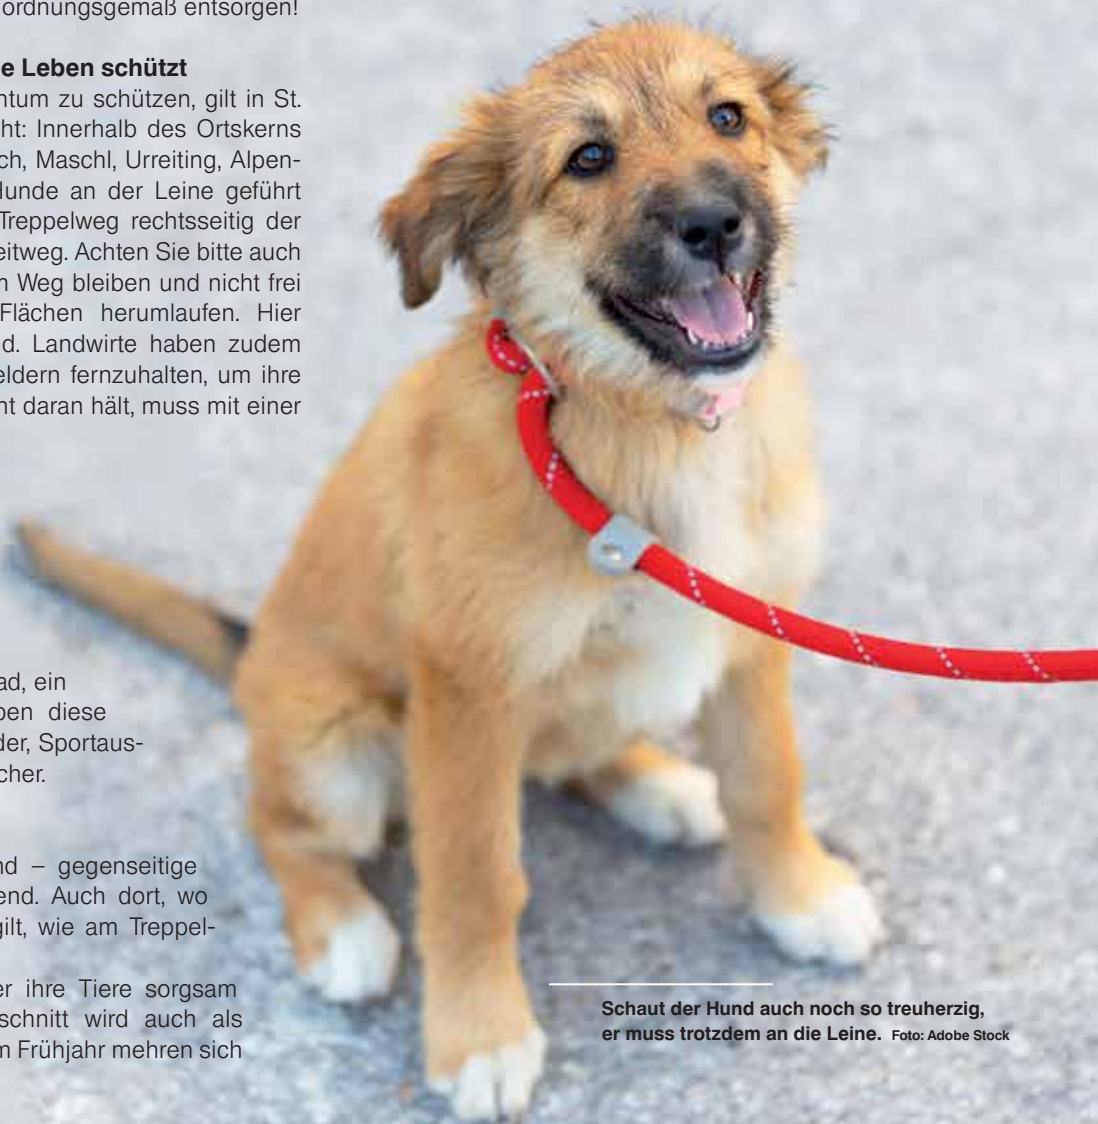 ordnungsgemäß entsorgen!
e Leben schützt
ntum zu schützen, gilt in St.
ht: Innerhalb des Ortskerns
ch, Maschl, Urreiting, Alpen-
Hunde an der Leine geführt
Treppelweg rechtsseitig der
eitweg. Achten Sie bitte auch
n Weg bleiben und nicht frei
Flächen herumlaufen. Hier
d. Landwirte haben zudem
eldern fernzuhalten, um ihre
nt daran hält, muss mit einer
ad, ein
ben diese
der, Sportaus-
cher.
nd – gegenseitige
end. Auch dort, wo
gilt, wie am Treppel-
er ihre Tiere sorgsam
schnitt wird auch als
m Frühjahr mehren sich
Schaut der Hund auch noch so treuherzig,
er muss trotzdem an die Leine. Foto: Adobe Stock